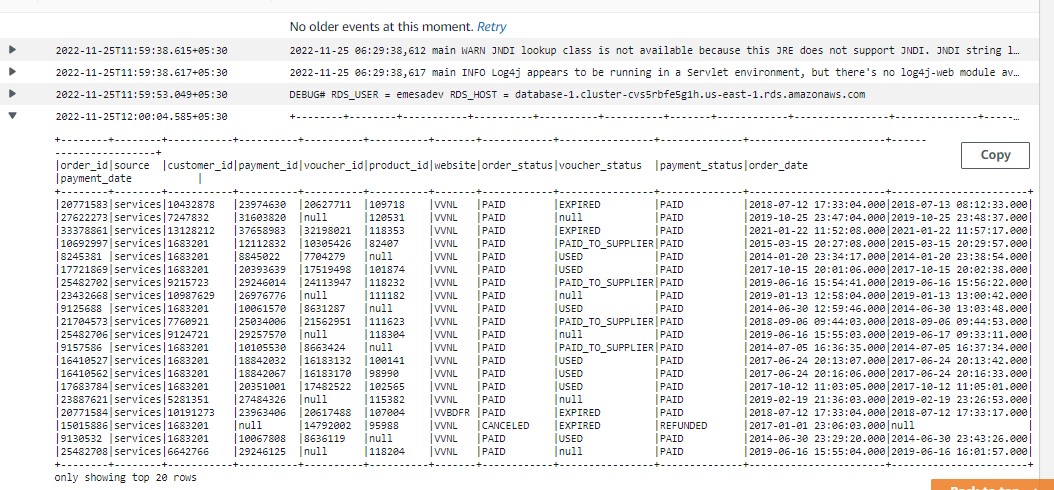 No older events at this moment. Retry
2022-11-25T11:59:38.615+05:30 2022-11-25 06:29:38,612 main WARN JNDI lookup class is not available because this JRE does not support JNDI. JNDI string l…
2022-11-25T11:59:38.617+05:30 2022-11-25 06:29:38,617 main INFO Log4j appears to be running in a Servlet environment, but there's no log4j-web module av…
2022-11-25T11:59:53.049+05:30 DEBUG# RDS_USER = emesadev RDS_HOST = database-1.cluster-cvs5rbfe5g1h.us-east-1.rds.amazonaws.com
2022-11-25T12:00:04.585+05:30 +--------+--------+-----------+----------+----------+----------+-------+------------+----------------+--------------+-----…
+--------+--------+-----------+----------+----------+----------+-------+------------+----------------+--------------+------
-----------------+
Copy
|order_id|source |customer_id|payment_id|voucher_id|product_id|website|order_status|voucher_status |payment_status|order_date
|payment_date |
+--------+--------+-----------+----------+----------+----------+-------+------------+----------------+--------------+-----------------------+-----------------------+
|20771583|services|10432878 |23974630 |20627711 |109718 |VVNL |PAID |EXPIRED |PAID |2018-07-12 17:33:04.000|2018-07-13 08:12:33.000|
|27622273|services|7247832 |31603820 |null |120531 |VVNL |PAID |null |PAID |2019-10-25 23:47:04.000|2019-10-25 23:48:37.000|
|33378861|services|13128212 |37658983 |32198021 |118353 |VVNL |PAID |EXPIRED |PAID |2021-01-22 11:52:08.000|2021-01-22 11:57:17.000|
|10692997|services|1683201 |12112832 |10305426 |82407 |VVNL |PAID |PAID_TO_SUPPLIER|PAID |2015-03-15 20:27:08.000|2015-03-15 20:29:57.000|
|8245381 |services|1683201 |8845022 |7704279 |null |VVNL |PAID |USED |PAID |2014-01-20 23:34:17.000|2014-01-20 23:38:54.000|
|17721869|services|1683201 |20393639 |17519498 |101874 |VVNL |PAID |USED |PAID |2017-10-15 20:01:06.000|2017-10-15 20:02:38.000|
|25482702|services|9215723 |29246014 |24113947 |118232 |VVNL |PAID |PAID_TO_SUPPLIER|PAID |2019-06-16 15:54:41.000|2019-06-16 15:56:22.000|
|23432668|services|10987629 |26976776 |null |111182 |VVNL |PAID |null |PAID |2019-01-13 12:58:04.000|2019-01-13 13:00:42.000|
|9125688 |services|1683201 |10061570 |8631287 |null |VVNL |PAID |USED |PAID |2014-06-30 12:59:46.000|2014-06-30 13:03:48.000|
|21704573|services|7760921 |25034006 |21562951 |111623 |VVNL |PAID |PAID_TO_SUPPLIER|PAID |2018-09-06 09:44:03.000|2018-09-06 09:44:53.000|
|25482706|services|9124721 |29257570 |null |118304 |VVNL |PAID |null |PAID |2019-06-16 15:55:03.000|2019-06-17 09:33:11.000|
|9157586 |services|1683201 |10105530 |8663424 |null |VVNL |PAID |PAID_TO_SUPPLIER|PAID |2014-07-05 16:36:35.000|2014-07-05 16:37:34.000|
|16410527|services|1683201 |18842032 |16183132 |100141 |VVNL |PAID |USED |PAID |2017-06-24 20:13:07.000|2017-06-24 20:13:42.000|
|16410562|services|1683201 |18842067 |16183170 |98990 |VVNL |PAID |USED |PAID |2017-06-24 20:16:06.000|2017-06-24 20:16:33.000|
|17683784|services|1683201 |20351001 |17482522 |102565 |VVNL |PAID |USED |PAID |2017-10-12 11:03:05.000|2017-10-12 11:05:01.000|
|23887621|services|5281351 |27484326 |null |115382 |VVNL |PAID |null |PAID |2019-02-19 21:36:03.000|2019-02-19 23:26:53.000|
|20771584|services|10191273 |23963406 |20617488 |107004 |VVBDFR |PAID |EXPIRED |PAID |2018-07-12 17:33:04.000|2018-07-12 17:33:17.000|
|15015886|services|1683201 |null |14792002 |95988 |VVNL |CANCELED |EXPIRED |REFUNDED |2017-01-01 23:06:03.000|null |
|9130532 |services|1683201 |10067808 |8636119 |null |VVNL |PAID |USED |PAID |2014-06-30 23:29:20.000|2014-06-30 23:43:26.000|
|25482708|services|6642766 |29246125 |null |118204 |VVNL |PAID |null |PAID |2019-06-16 15:55:04.000|2019-06-16 16:01:57.000|
+--------+--------+-----------+----------+----------+----------+-------+------------+----------------+--------------+-----------------------+-----------------------+
only showing top 20 rows